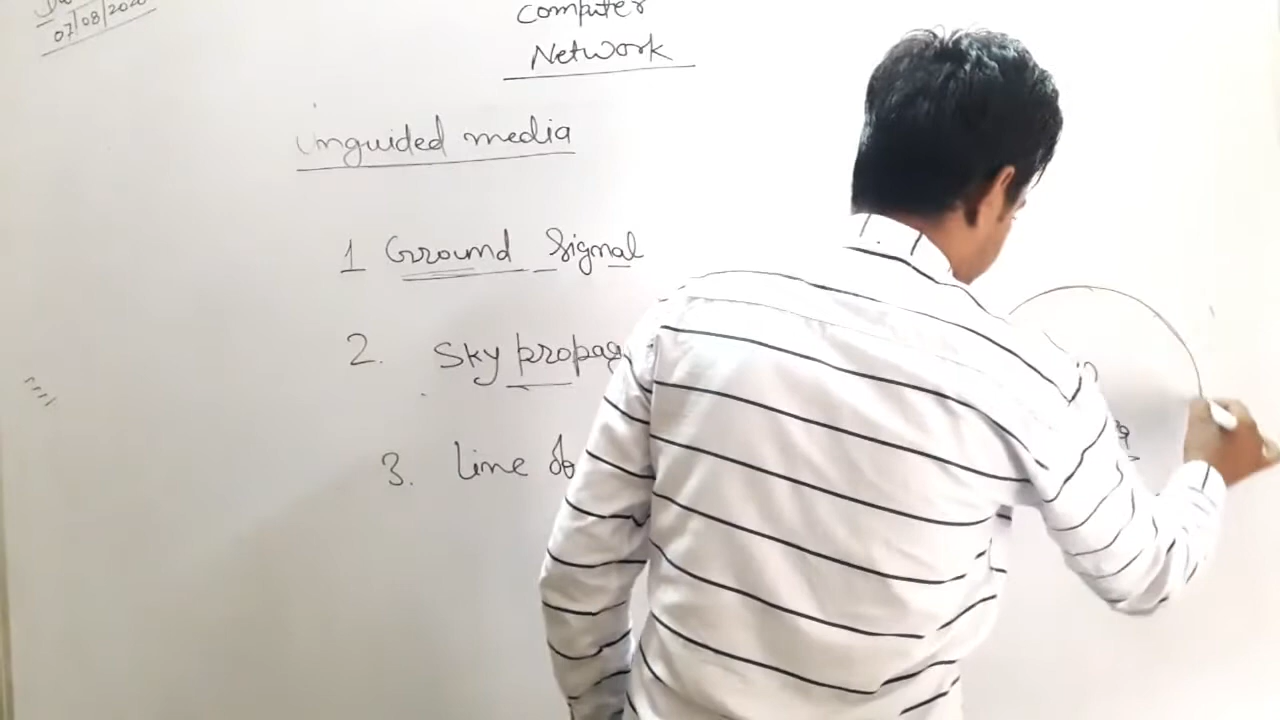 07/08/2020
Computer
Network
Unguided media
1 Ground Signal
2. Sky propag
3. Line of